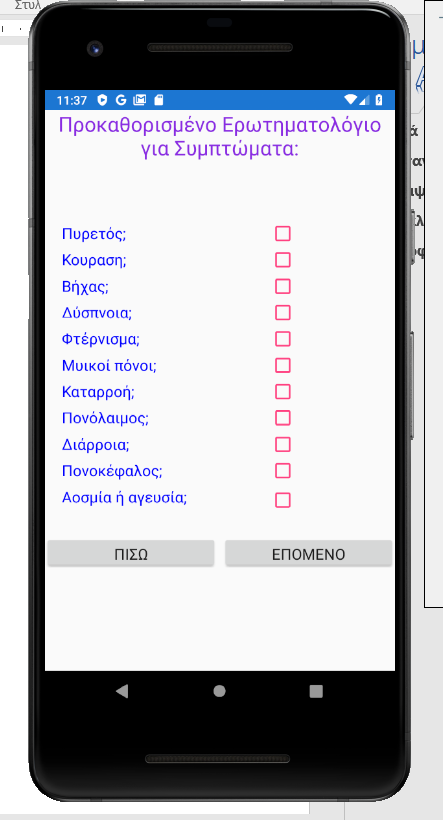 Στυλ
11:37
Προκαθορισμένο Ερωτηματολόγιο
για Συμπτώματα:
Πυρετός;
Κουραση;
Βήχας;
Δύσπνοια;
Φτέρνισμα;
Μυικοί πόνοι;
Καταρροή;
Πονόλαιμος;
Διάρροια;
Πονοκέφαλος;
Αοσμία ή αγευσία;
ΠΙΣΩ
ΕΠΟΜΕΝΟ